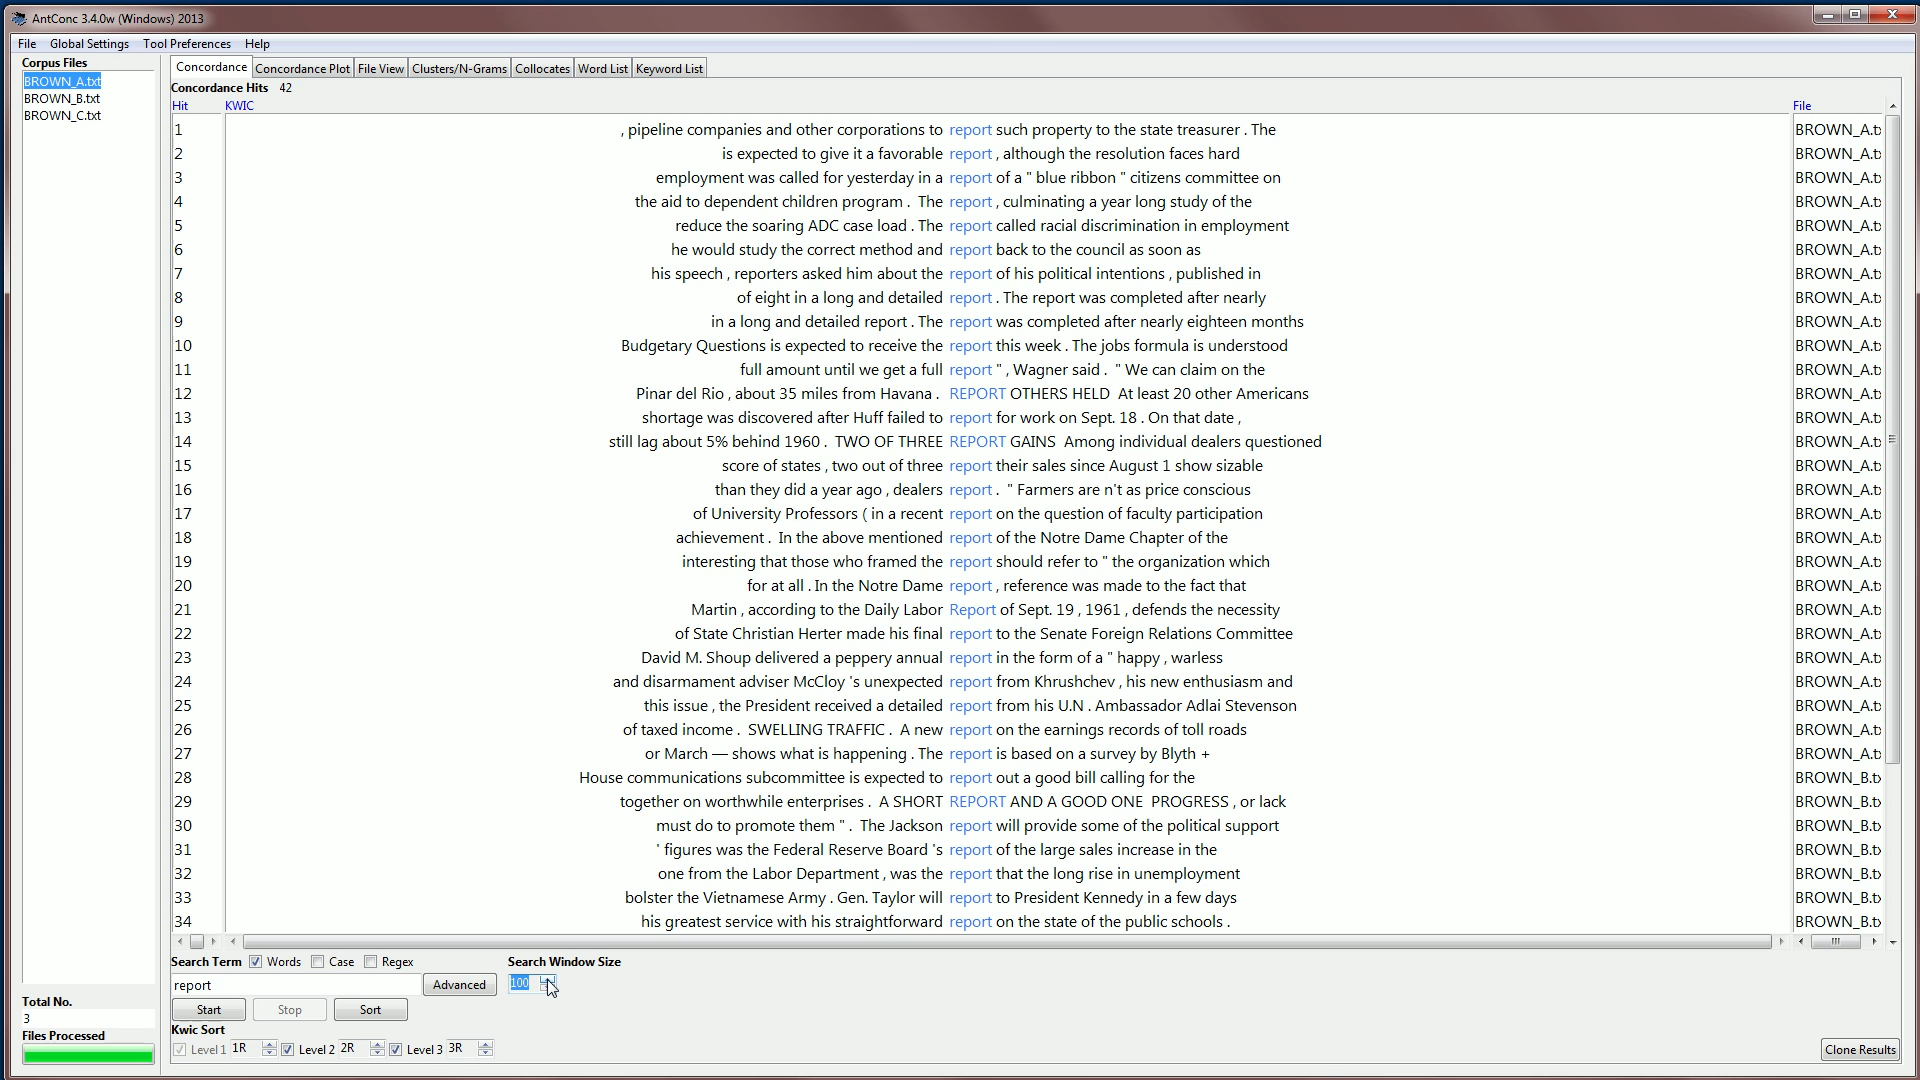 AntConc 3.4.0w (Windows) 2013
File Global Settings Tool Preferences Help
Corpus Files
BROWN_A.txt
BROWN_B.txt
BROWN_C.txt
Concordance Concordance Plot File View Clusters/N-Grams Collocates Word List Keyword List
Concordance Hits 42
Hit KWIC File
1 , pipeline companies and other corporations to report such property to the state treasurer . The BROWN_A.t
2 is expected to give it a favorable report , although the resolution faces hard BROWN_A.t
3 employment was called for yesterday in a report of a " blue ribbon " citizens committee on BROWN_A.t
4 the aid to dependent children program . The report , culminating a year long study of the BROWN_A.t
5 reduce the soaring ADC case load . The report called racial discrimination in employment BROWN_A.t
6 he would study the correct method and report back to the council as soon as BROWN_A.t
7 his speech , reporters asked him about the report of his political intentions , published in BROWN_A.t
8 of eight in a long and detailed report . The report was completed after nearly BROWN_A.t
9 in a long and detailed report . The report was completed after nearly eighteen months BROWN_A.t
10 Budgetary Questions is expected to receive the report this week . The jobs formula is understood BROWN_A.t
11 full amount until we get a full report " , Wagner said . " We can claim on the BROWN_A.t
12 Pinar del Rio , about 35 miles from Havana . REPORT OTHERS HELD At least 20 other Americans BROWN_A.t
13 shortage was discovered after Huff failed to report for work on Sept. 18 . On that date , BROWN_A.t
14 still lag about 5% behind 1960 . TWO OF THREE REPORT GAINS Among individual dealers questioned BROWN_A.t
15 score of states , two out of three report their sales since August 1 show sizable BROWN_A.t
16 than they did a year ago , dealers report . " Farmers are n't as price conscious BROWN_A.t
17 of University Professors ( in a recent report on the question of faculty participation BROWN_A.t
18 achievement . In the above mentioned report of the Notre Dame Chapter of the BROWN_A.t
19 interesting that those who framed the report should refer to " the organization which BROWN_A.t
20 for at all . In the Notre Dame report , reference was made to the fact that BROWN_A.t
21 Martin , according to the Daily Labor Report of Sept. 19 , 1961 , defends the necessity BROWN_A.t
22 of State Christian Herter made his final report to the Senate Foreign Relations Committee BROWN_A.t
23 David M. Shoup delivered a peppery annual report in the form of a " happy , warless BROWN_A.t
24 and disarmament adviser McCloy 's unexpected report from Khrushchev , his new enthusiasm and BROWN_A.t
25 this issue , the President received a detailed report from his U.N . Ambassador Adlai Stevenson BROWN_A.t
26 of taxed income . SWELLING TRAFFIC . A new report on the earnings records of toll roads BROWN_A.t
27 or March — shows what is happening . The report is based on a survey by Blyth + BROWN_A.t
28 House communications subcommittee is expected to report out a good bill calling for the BROWN_B.t
29 together on worthwhile enterprises . A SHORT REPORT AND A GOOD ONE PROGRESS , or lack BROWN_B.t
30 must do to promote them " . The Jackson report will provide some of the political support BROWN_B.t
31 ' figures was the Federal Reserve Board 's report of the large sales increase in the BROWN_B.t
32 one from the Labor Department , was the report that the long rise in unemployment BROWN_B.t
33 bolster the Vietnamese Army . Gen. Taylor will report to President Kennedy in a few days BROWN_B.t
34 his greatest service with his straightforward report on the state of the public schools . BROWN_B.t
Search Term Words Case Regex Search Window Size
report Advanced 100
Start Stop Sort
Kwic Sort
Level 1 1R Level 2 2R Level 3 3R
Total No.
3
Files Processed
Clone Results